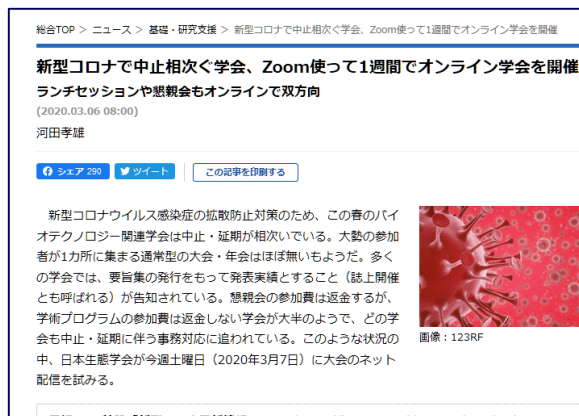 総合TOP > ニュース > 基礎・研究支援 > 新型コロナで中止相次ぐ学会、Zoom使って1週間でオンライン学会を開催
新型コロナで中止相次ぐ学会、Zoom使って1週間でオンライン学会を開催
ランチセッションや懇親会もオンラインで双方向
(2020.03.06 08:00)
河田孝雄
シェア 290 ツイート この記事を印刷する
新型コロナウイルス感染症の拡散防止対策のため、この春のバイ
オテクノロジー関連学会は中止・延期が相次いでいる。大勢の参加
者が1カ所に集まる通常型の大会・年会はほぼ無いもようだ。多く
の学会では、要旨集の発行をもって発表実績とすること（誌上開催
とも呼ばれる）が告知されている。懇親会の参加費は返金するが、
学術プログラムの参加費は返金しない学会が大半のようで、どの学
会も中止・延期に伴う事務対応に追われている。このような状況の
中、日本生態学会が今週土曜日（2020年3月7日）に大会のネット
配信を試みる。
画像：123RF